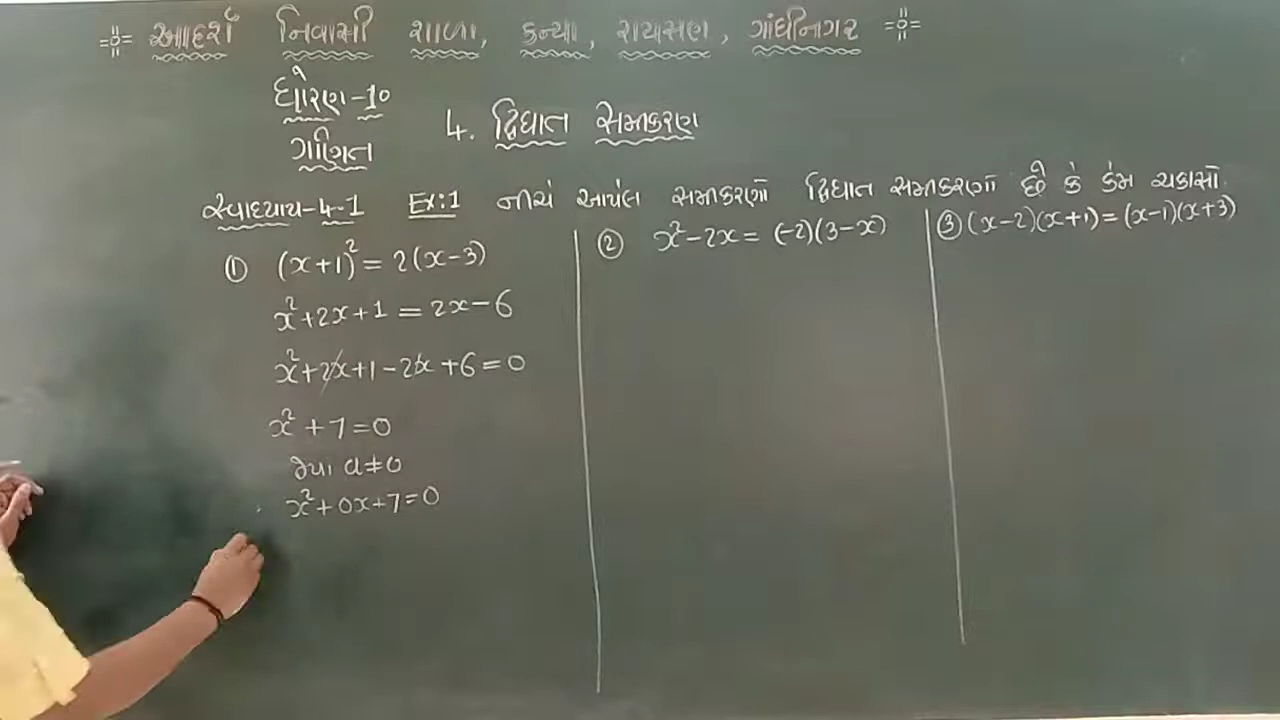 આદર્શ નિવાસી શાળા, કન્યા, રાયસણ, ગાંધીનગર
ધોરણ-10
ગણિત
4. દ્વિઘાત સમીકરણ
સ્વાધ્યાય-4.1 Ex:1 નીચે આપેલ સમીકરણો દ્વિઘાત સમીકરણો છે કે કેમ ચકાસો.
① (x+1)² = 2(x-3)
x²+2x+1 = 2x-6
x²+2x+1-2x+6=0
x²+7=0
જ્યાં a≠0
x²+0x+7=0
② x²-2x = (-2)(3-x)
③ (x-2)(x+1)=(x-1)(x+3)